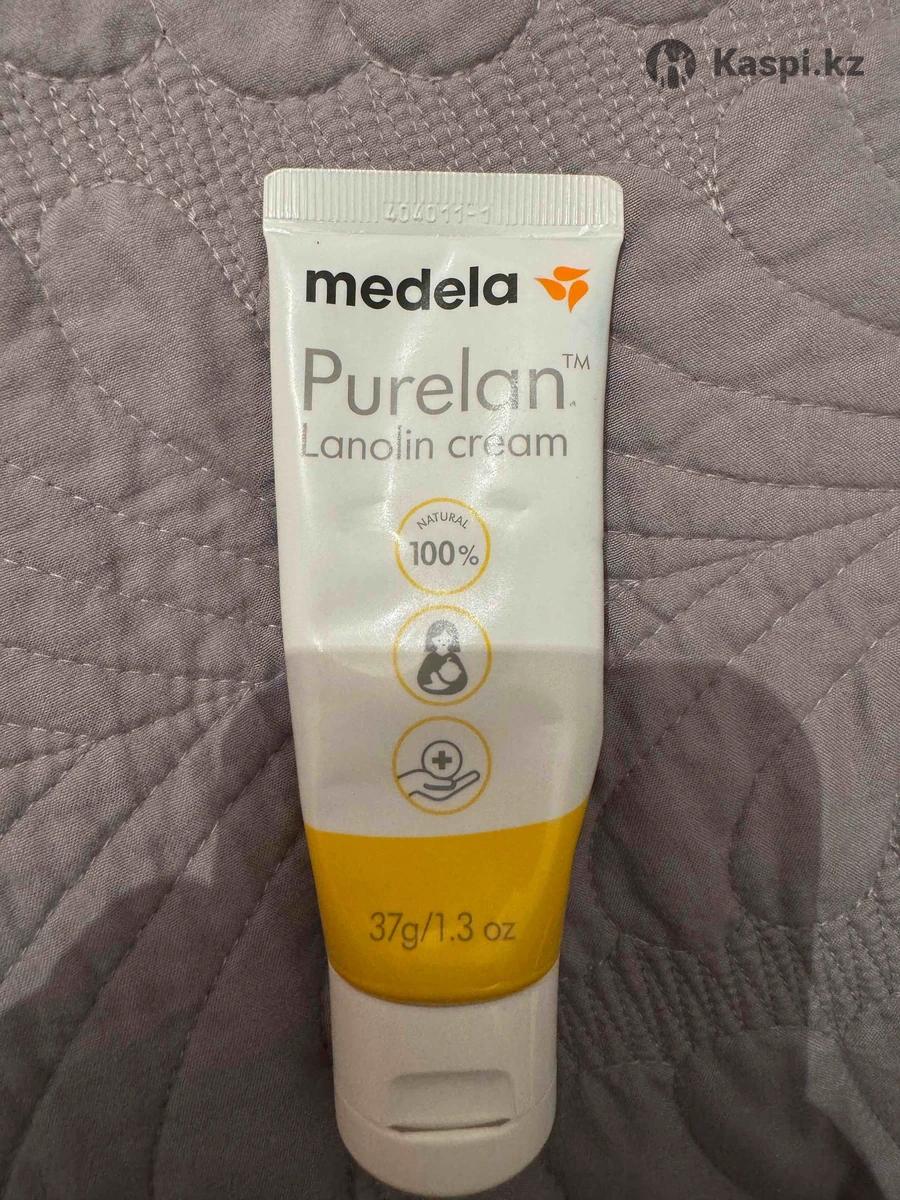 Kaspi.kz
404011-1
medela
Purelan™
Lanolin cream
NATURAL
100%
37g/1.3 oz